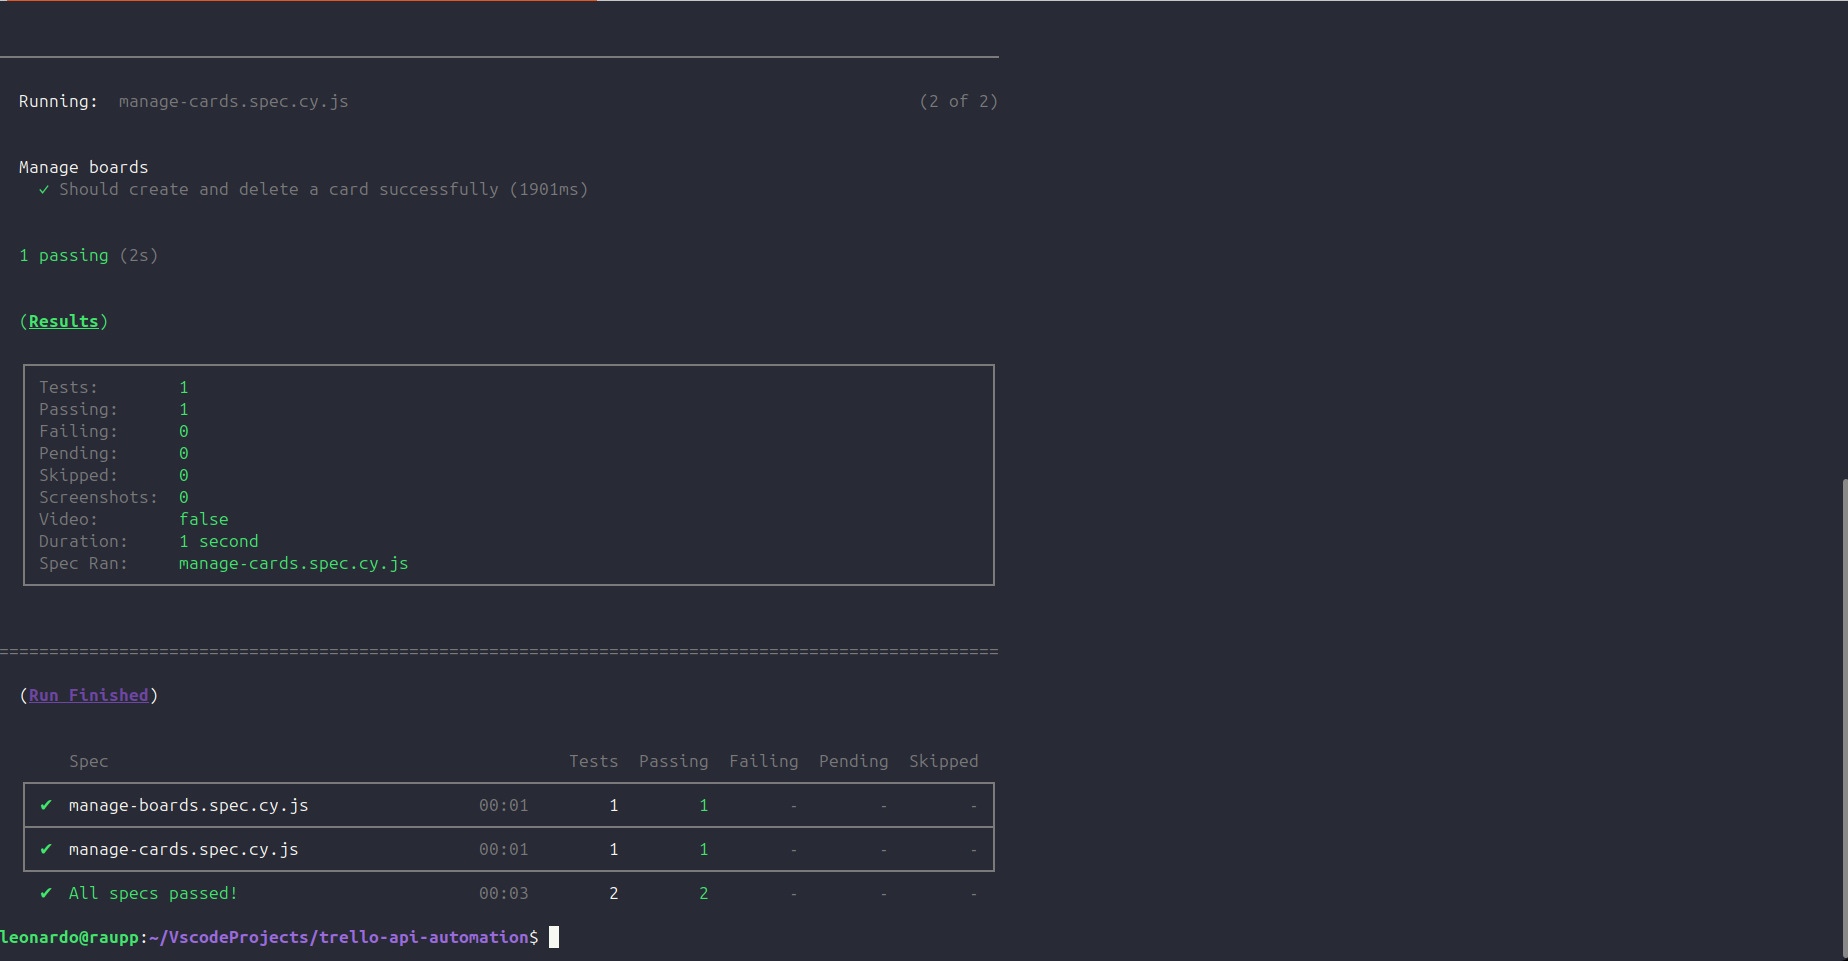 Running:  manage-cards.spec.cy.js (2 of 2)
Manage boards
✓ Should create and delete a card successfully (1901ms)
1 passing (2s)
(Results)
Tests: 1
Passing: 1
Failing: 0
Pending: 0
Skipped: 0
Screenshots: 0
Video: false
Duration: 1 second
Spec Ran: manage-cards.spec.cy.js
====================================================================================================
(Run Finished)
Spec Tests Passing Failing Pending Skipped
✔ manage-boards.spec.cy.js 00:01 1 1 - - -
✔ manage-cards.spec.cy.js 00:01 1 1 - - -
✔ All specs passed! 00:03 2 2 - - -
leonardo@raupp:~/VscodeProjects/trello-api-automation$